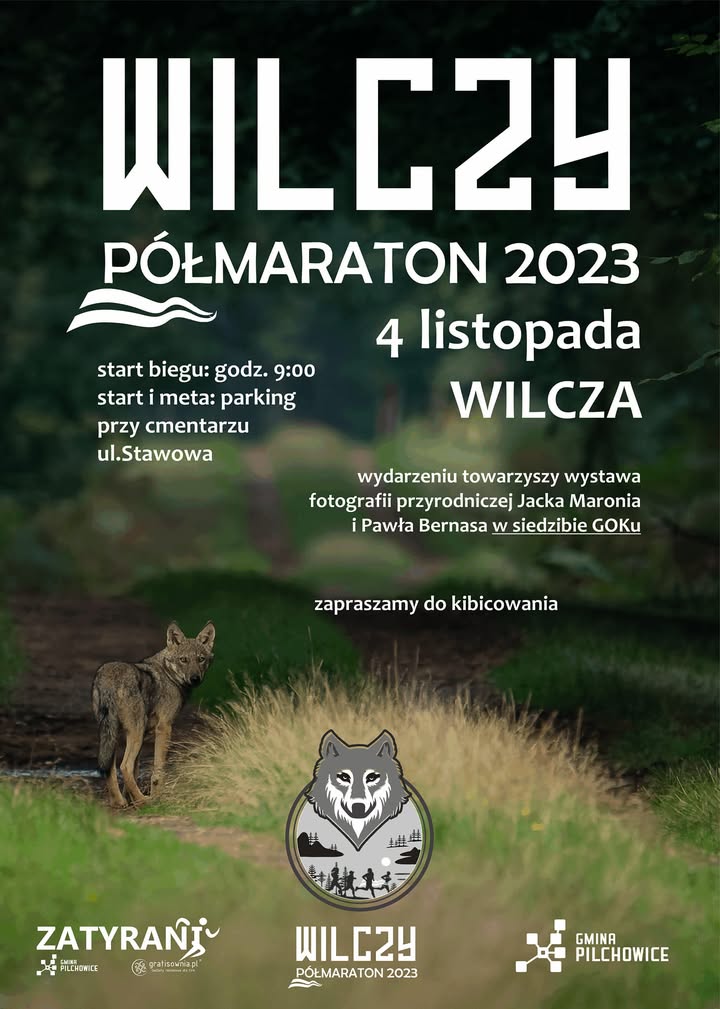 WILCZY
PÓŁMARATON 2023
4 listopada
WILCZA
start biegu: godz. 9:00
start i meta: parking
przy cmentarzu
ul.Stawowa
wydarzeniu towarzyszy wystawa
fotografii przyrodniczej Jacka Maronia
i Pawła Bernasa w siedzibie GOKu
zapraszamy do kibicowania
ZATYRANI
GMINA
PILCHOWICE
gratisownia.pl
WILCZY
PÓŁMARATON 2023
GMINA
PILCHOWICE